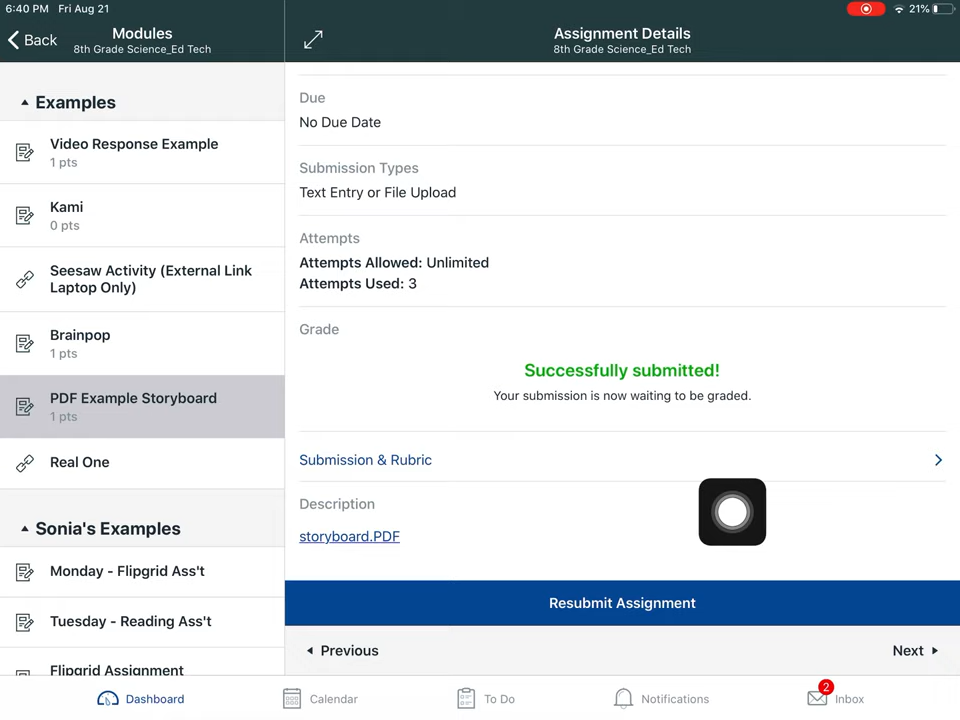 6:40 PM Fri Aug 21
21%
Back
Modules
8th Grade Science_Ed Tech
Assignment Details
8th Grade Science_Ed Tech
Examples
Video Response Example
1 pts
Kami
0 pts
Seesaw Activity (External Link
Laptop Only)
Brainpop
1 pts
PDF Example Storyboard
1 pts
Real One
Sonia's Examples
Monday - Flipgrid Ass't
Tuesday - Reading Ass't
Flipgrid Assignment
Due
No Due Date
Submission Types
Text Entry or File Upload
Attempts
Attempts Allowed: Unlimited
Attempts Used: 3
Grade
Successfully submitted!
Your submission is now waiting to be graded.
Submission & Rubric
Description
storyboard.PDF
Resubmit Assignment
Previous
Next
Dashboard
Calendar
To Do
Notifications
2
Inbox